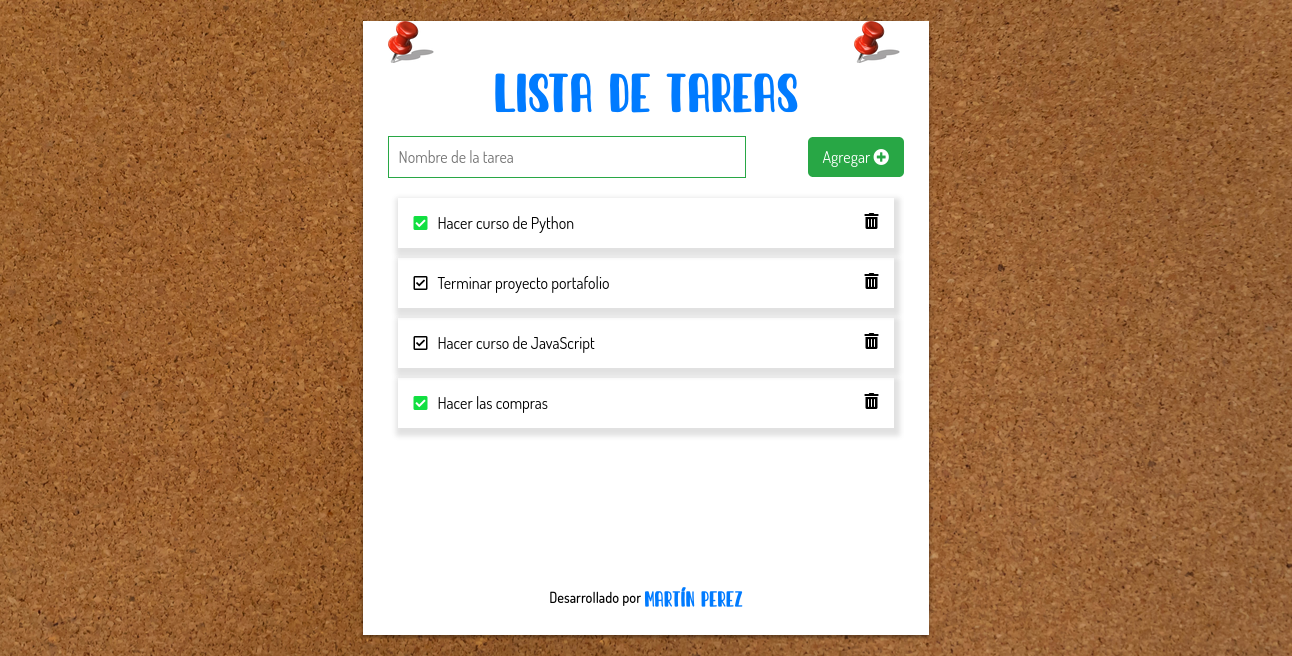 LISTA DE TAREAS
Nombre de la tarea
Agregar
Hacer curso de Python
Terminar proyecto portafolio
Hacer curso de JavaScript
Hacer las compras
Desarrollado por MARTÍN PEREZ